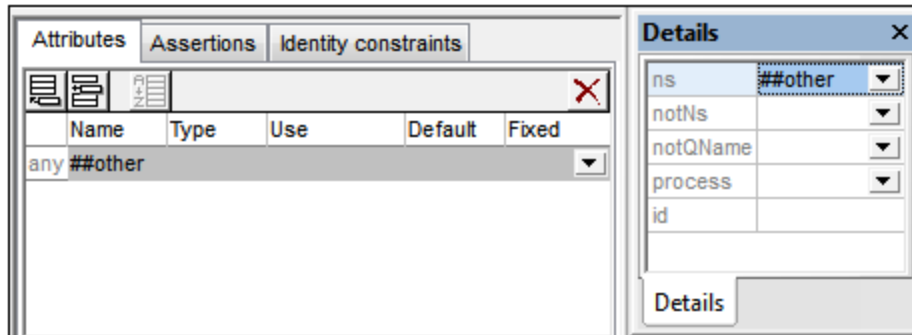 Attributes Assertions Identity constraints
Name Type Use Default Fixed
any ##other
Details
ns ##other
notNs
notQName
process
id
Details